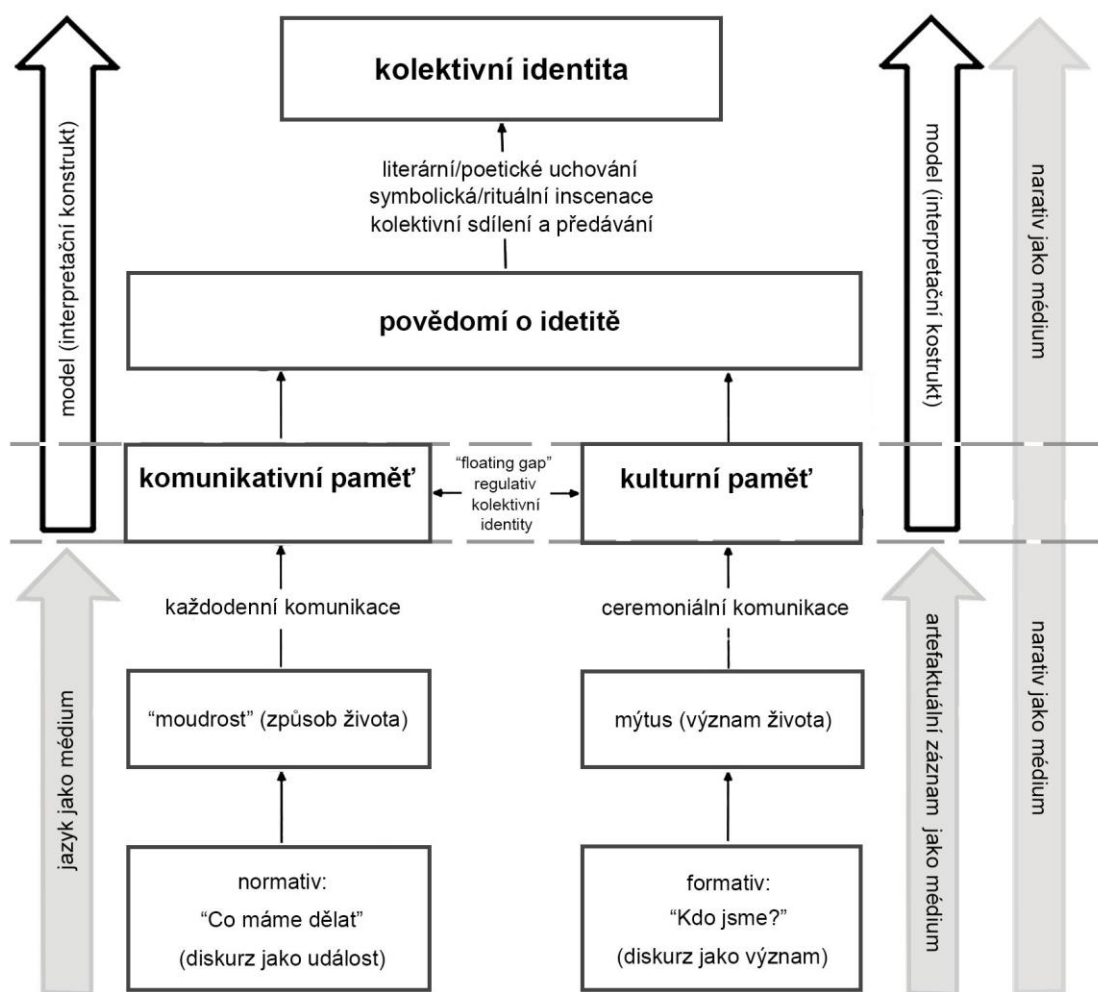 kolektivní identita
literární/poetické uchování
symbolická/rituální inscenace
kolektivní sdílení a předávání
povědomí o idetitě
model (interpretační konstrukt)
model (interpretační kostrukt)
narativ jako médium
komunikativní paměť
“floating gap”
regulativ
kolektivní
identity
kulturní paměť
každodenní komunikace
ceremoniální komunikace
“moudrost” (způsob života)
mýtus (význam života)
jazyk jako médium
artefaktuální záznam jako médium
narativ jako médium
normativ:
“Co máme dělat”
(diskurz jako událost)
formativ:
“Kdo jsme?”
(diskurz jako význam)